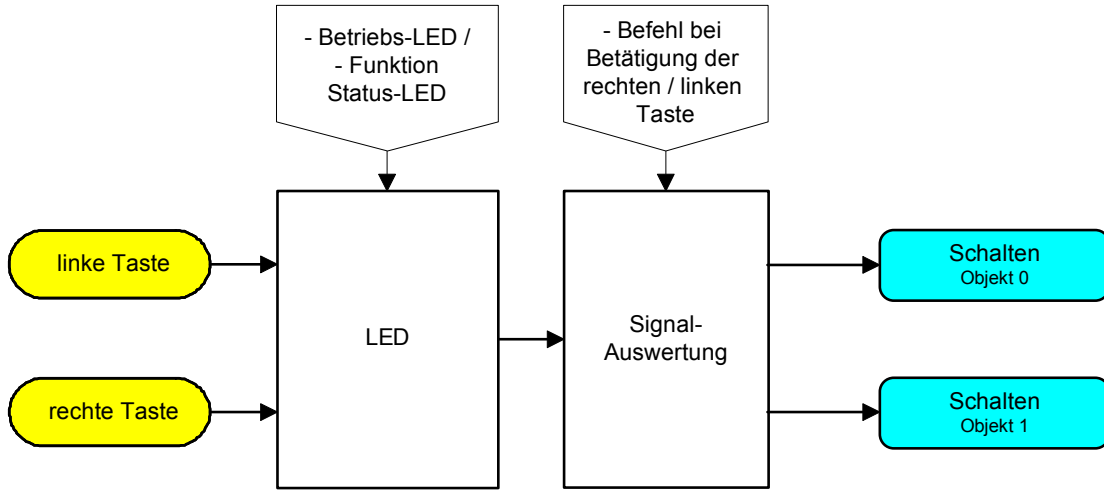 - Betriebs-LED /
- Funktion
Status-LED
- Befehl bei
Betätigung der
rechten / linken
Taste
linke Taste
rechte Taste
LED
Signal-
Auswertung
Schalten
Objekt 0
Schalten
Objekt 1